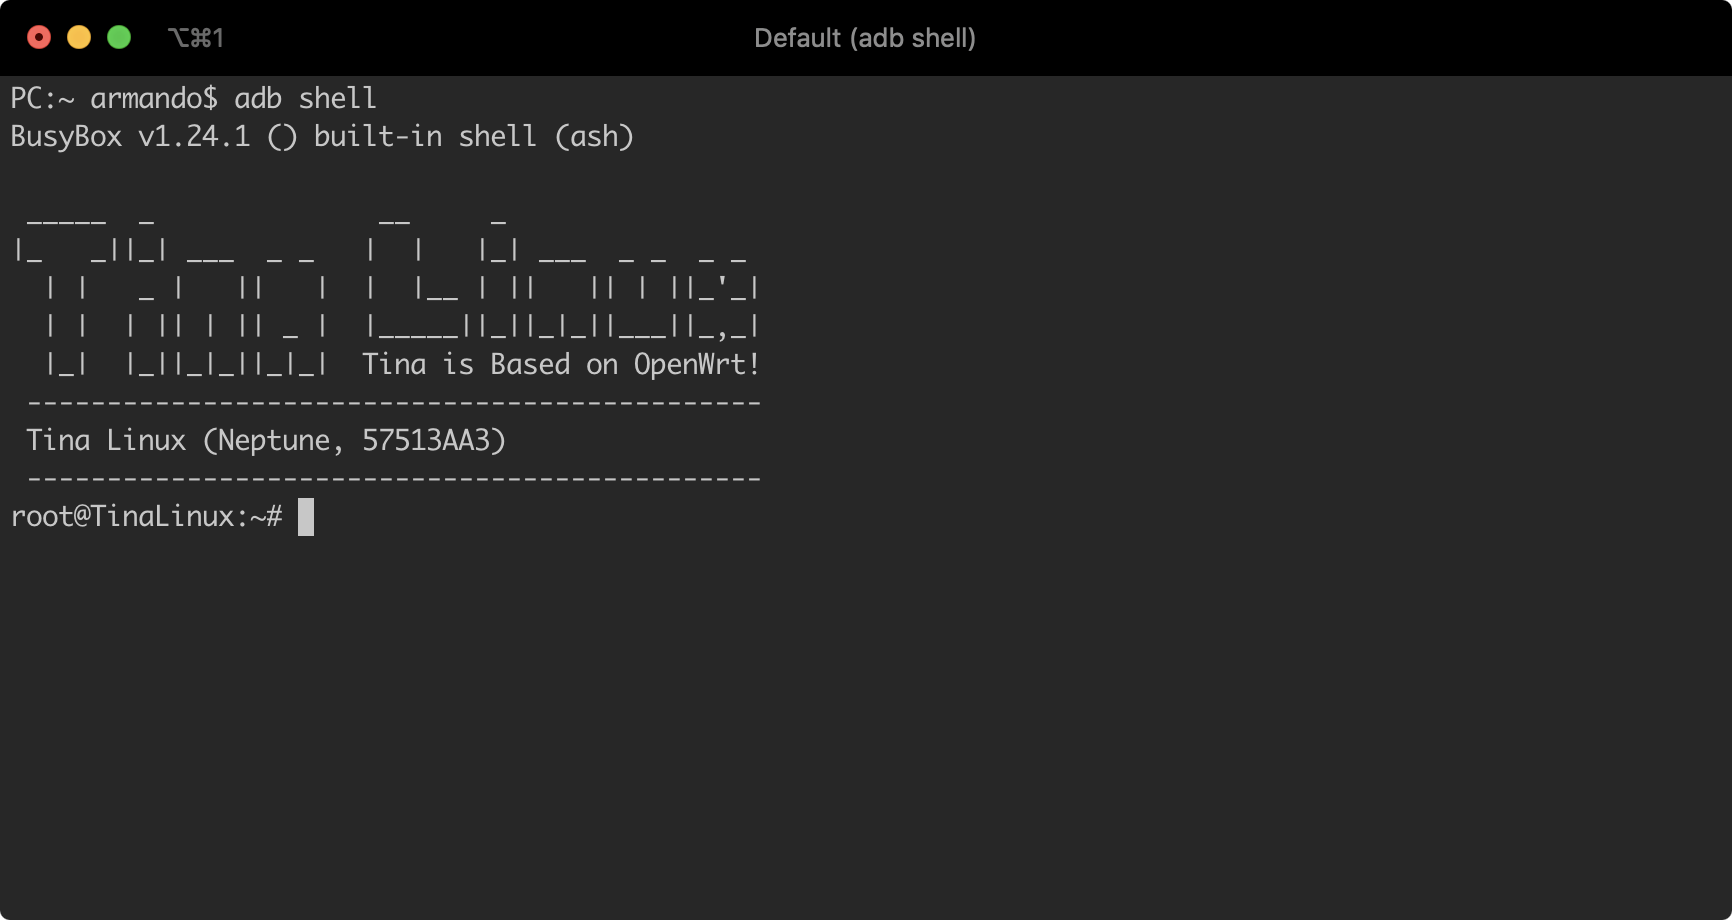 ⌥⌘1
Default (adb shell)
PC:~ armando$ adb shell
BusyBox v1.24.1 () built-in shell (ash)
 _____  _              __     _
|_   _||_| ___  _ _   |  |   |_| ___  _ _  _ _
  | |   _ |   ||   |  |  |__ | ||   || | ||_'_|
  | |  | || | || _ |  |_____||_||_|_||___||_,_|
  |_|  |_||_|_||_|_|  Tina is Based on OpenWrt!
 ----------------------------------------------
 Tina Linux (Neptune, 57513AA3)
 ----------------------------------------------
root@TinaLinux:~#